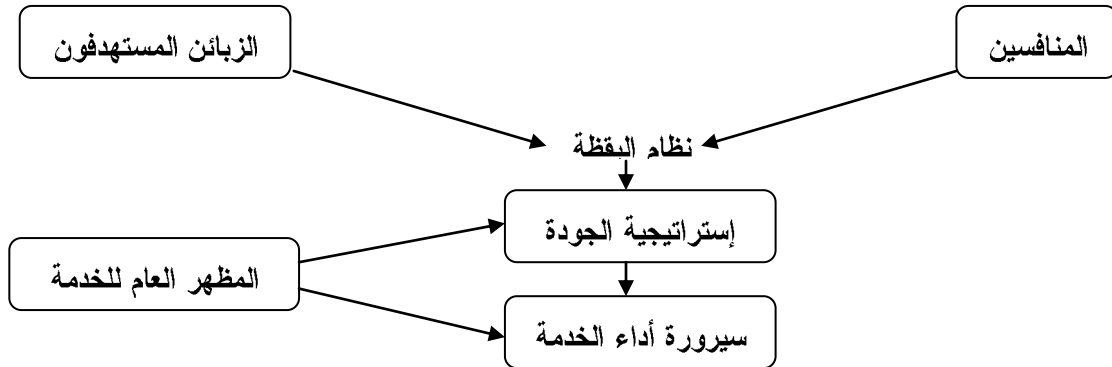 المنافسين
الزبائن المستهدفون
نظام اليقظة
إستراتيجية الجودة
المظهر العام للخدمة
سيرورة أداء الخدمة